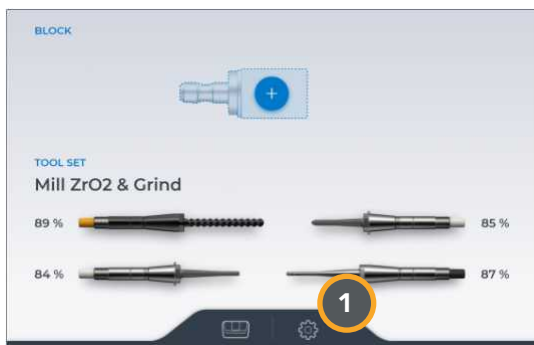 BLOCK
TOOL SET
Mill ZrO2 & Grind
89 %
85 %
84 %
87 %
1